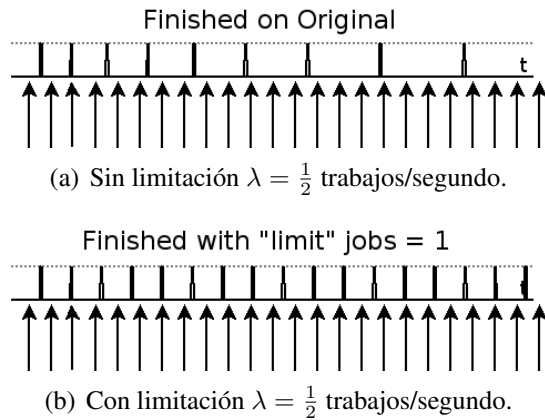 Finished on Original
t
(a) Sin limitación λ = 1/2 trabajos/segundo.
Finished with "limit" jobs = 1
(b) Con limitación λ = 1/2 trabajos/segundo.